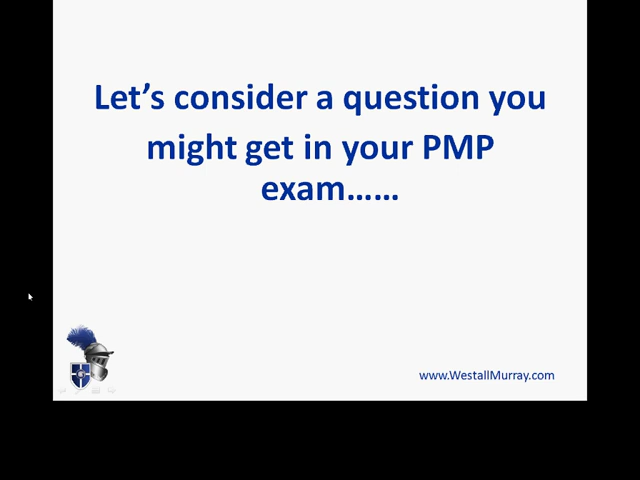 Let’s consider a question you
might get in your PMP
exam……
www.WestallMurray.com